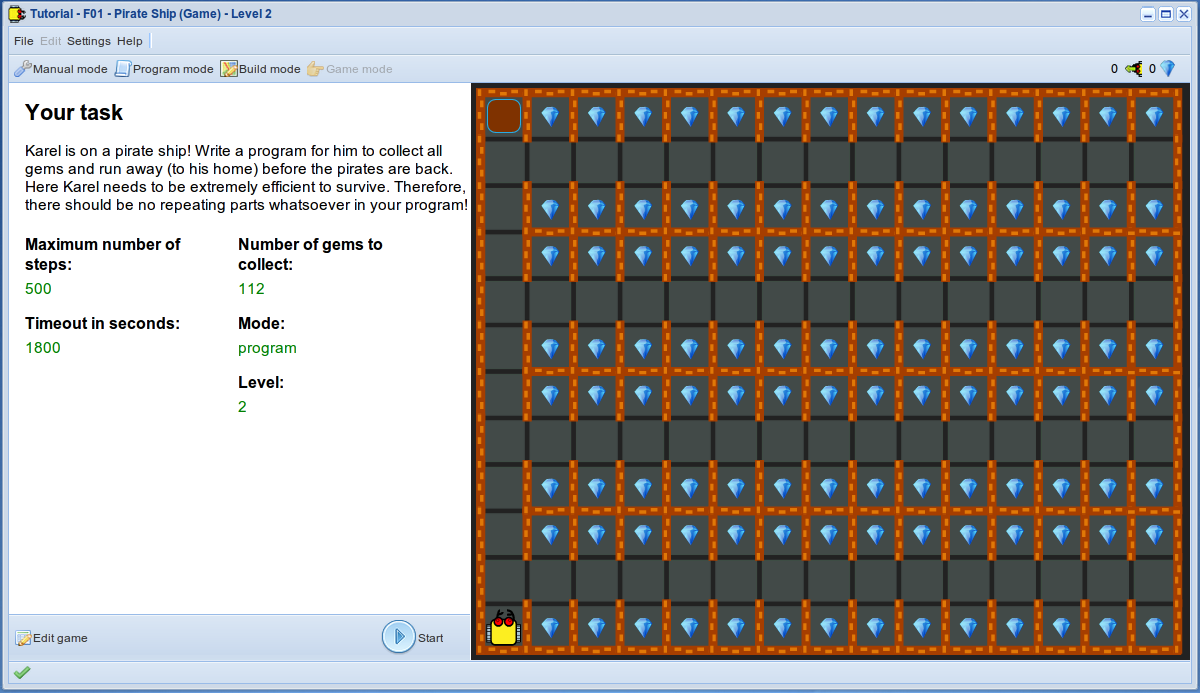 Tutorial - F01 - Pirate Ship (Game) - Level 2
File Edit Settings Help
Manual mode Program mode Build mode Game mode 0 0
Your task
Karel is on a pirate ship! Write a program for him to collect all
gems and run away (to his home) before the pirates are back.
Here Karel needs to be extremely efficient to survive. Therefore,
there should be no repeating parts whatsoever in your program!
Maximum number of
steps:
500
Number of gems to
collect:
112
Timeout in seconds:
1800
Mode:
program
Level:
2
Edit game
Start